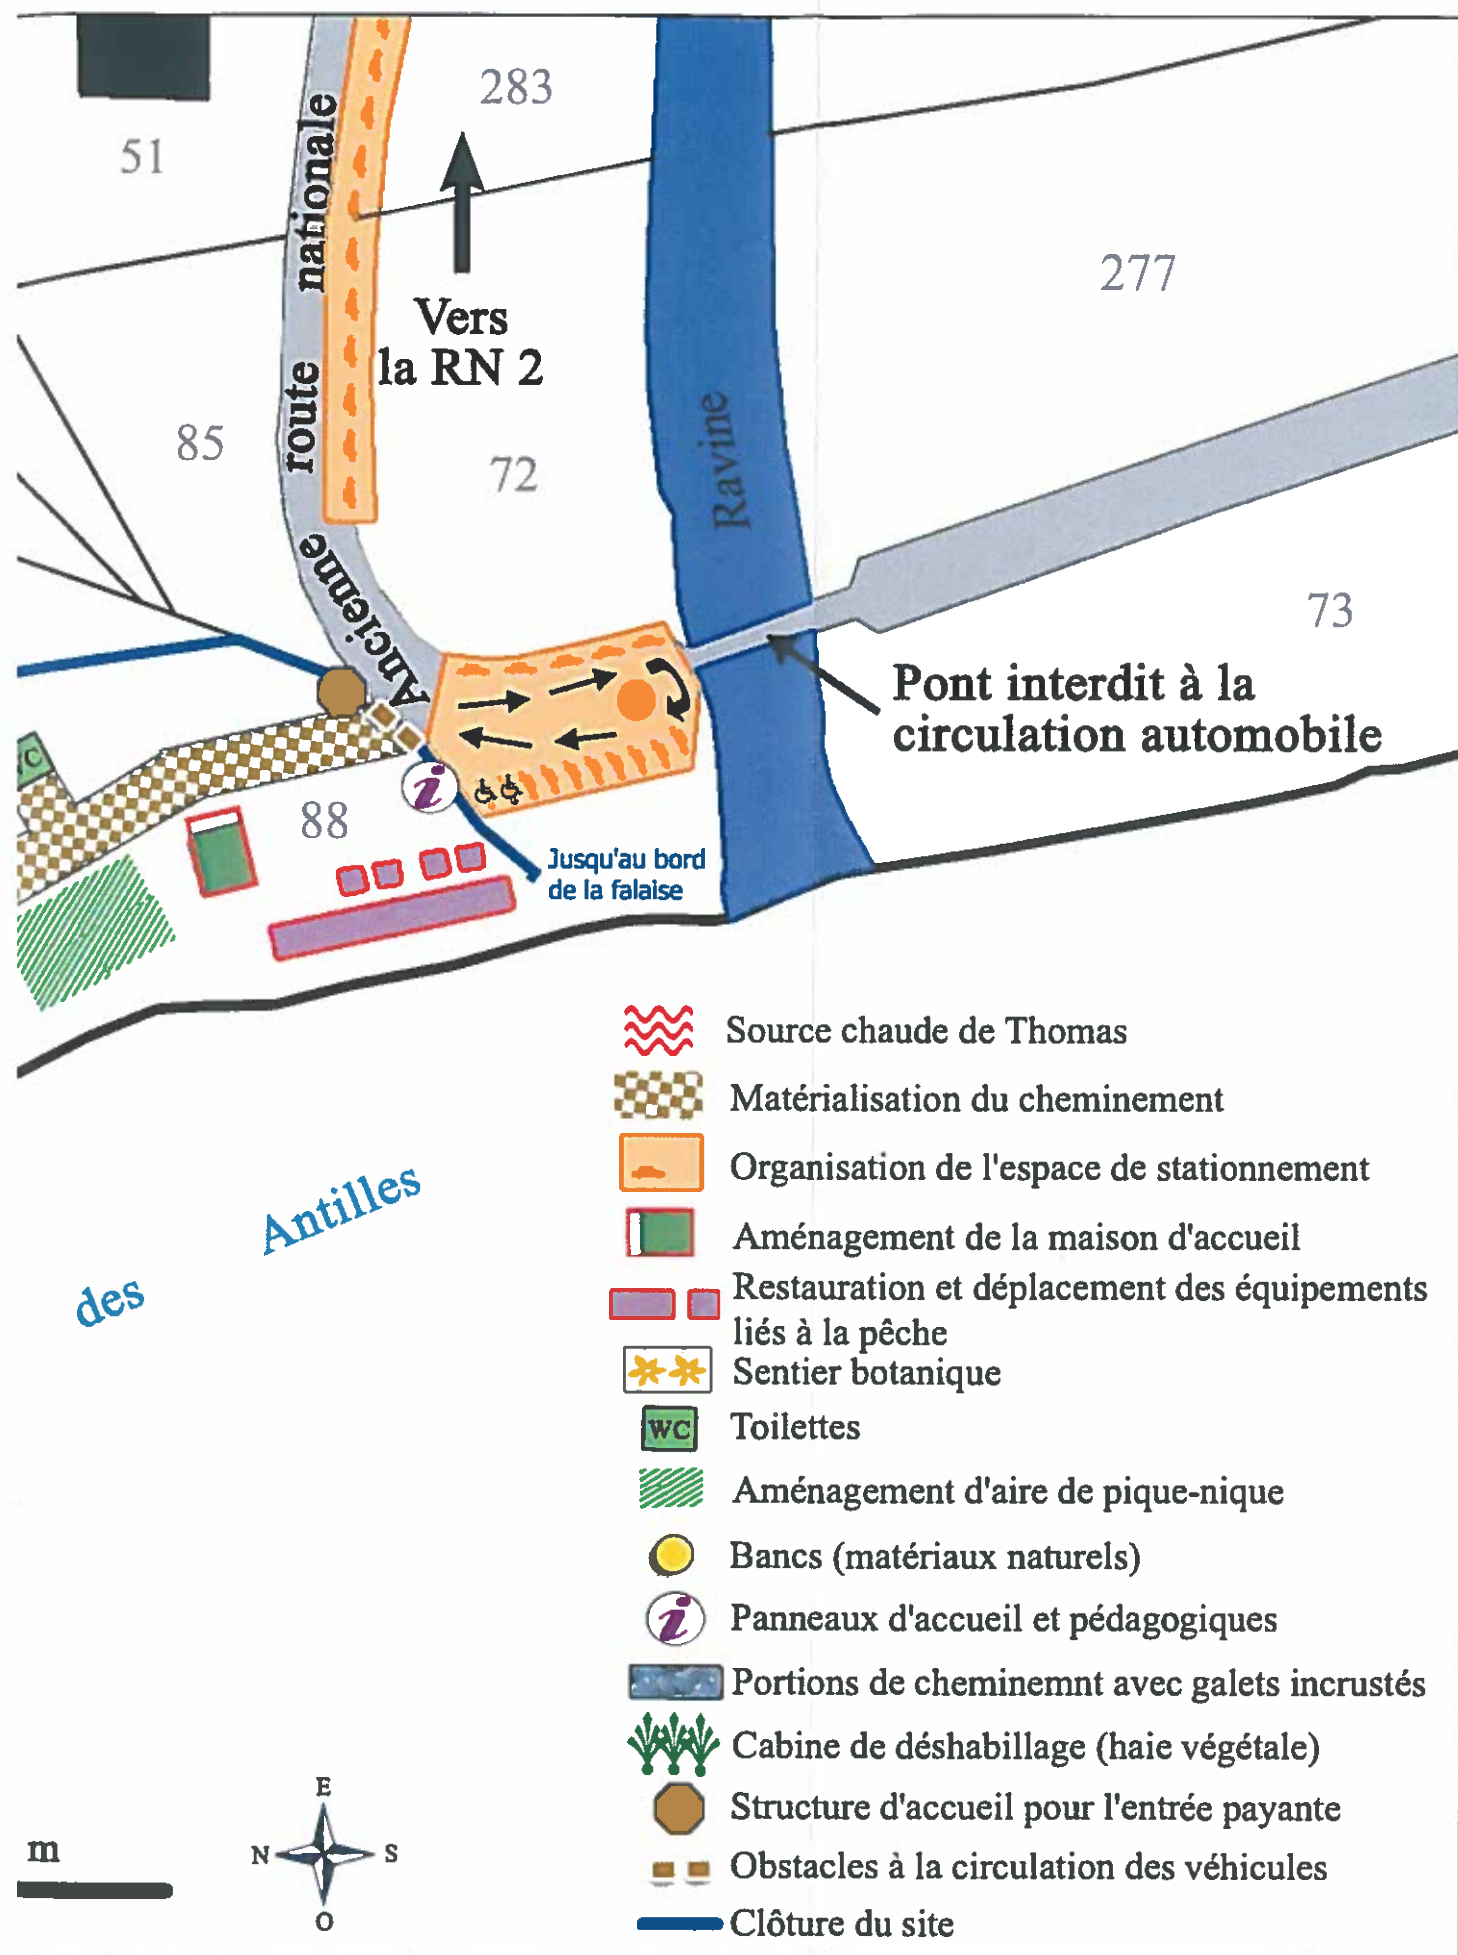 283
51
277
Ancienne route nationale
Vers
la RN 2
85
72
Ravine
73
Pont interdit à la
circulation automobile
WC
88
i
Jusqu'au bord
de la falaise
des Antilles
Source chaude de Thomas
Matérialisation du cheminement
Organisation de l'espace de stationnement
Aménagement de la maison d'accueil
Restauration et déplacement des équipements
liés à la pêche
Sentier botanique
WC Toilettes
Aménagement d'aire de pique-nique
Bancs (matériaux naturels)
i Panneaux d'accueil et pédagogiques
Portions de cheminemnt avec galets incrustés
Cabine de déshabillage (haie végétale)
Structure d'accueil pour l'entrée payante
Obstacles à la circulation des véhicules
Clôture du site
m
E
N S
O